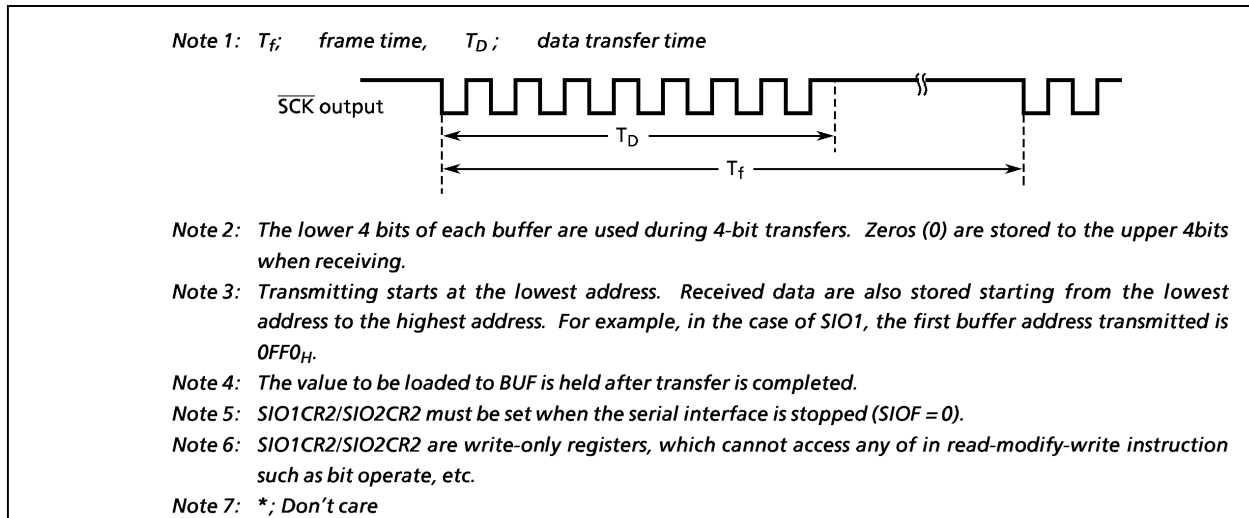 Note 1: Tf; frame time, TD ; data transfer time
SCK output
TD
Tf
Note 2: The lower 4 bits of each buffer are used during 4-bit transfers. Zeros (0) are stored to the upper 4bits
when receiving.
Note 3: Transmitting starts at the lowest address. Received data are also stored starting from the lowest
address to the highest address. For example, in the case of SIO1, the first buffer address transmitted is
0FF0H.
Note 4: The value to be loaded to BUF is held after transfer is completed.
Note 5: SIO1CR2/SIO2CR2 must be set when the serial interface is stopped (SIOF = 0).
Note 6: SIO1CR2/SIO2CR2 are write-only registers, which cannot access any of in read-modify-write instruction
such as bit operate, etc.
Note 7: *; Don't care